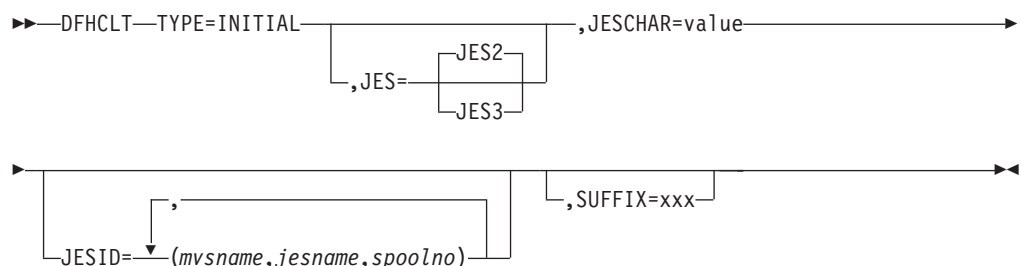 DFHCLT TYPE=INITIAL ,JESCHAR=value
,JES= JES2
JES3
,
JESID= (mvsname,jesname,spoolno)
,SUFFIX=xxx